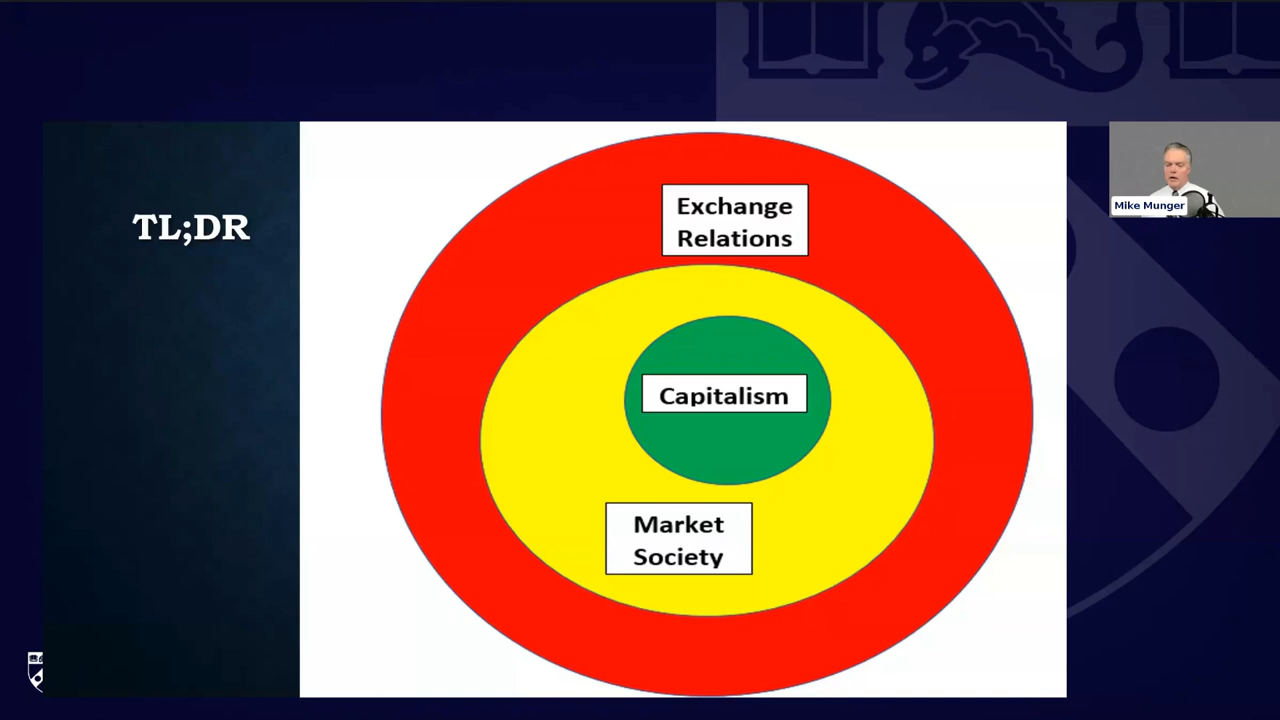 TL;DR
Exchange
Relations
Capitalism
Market
Society
Mike Munger